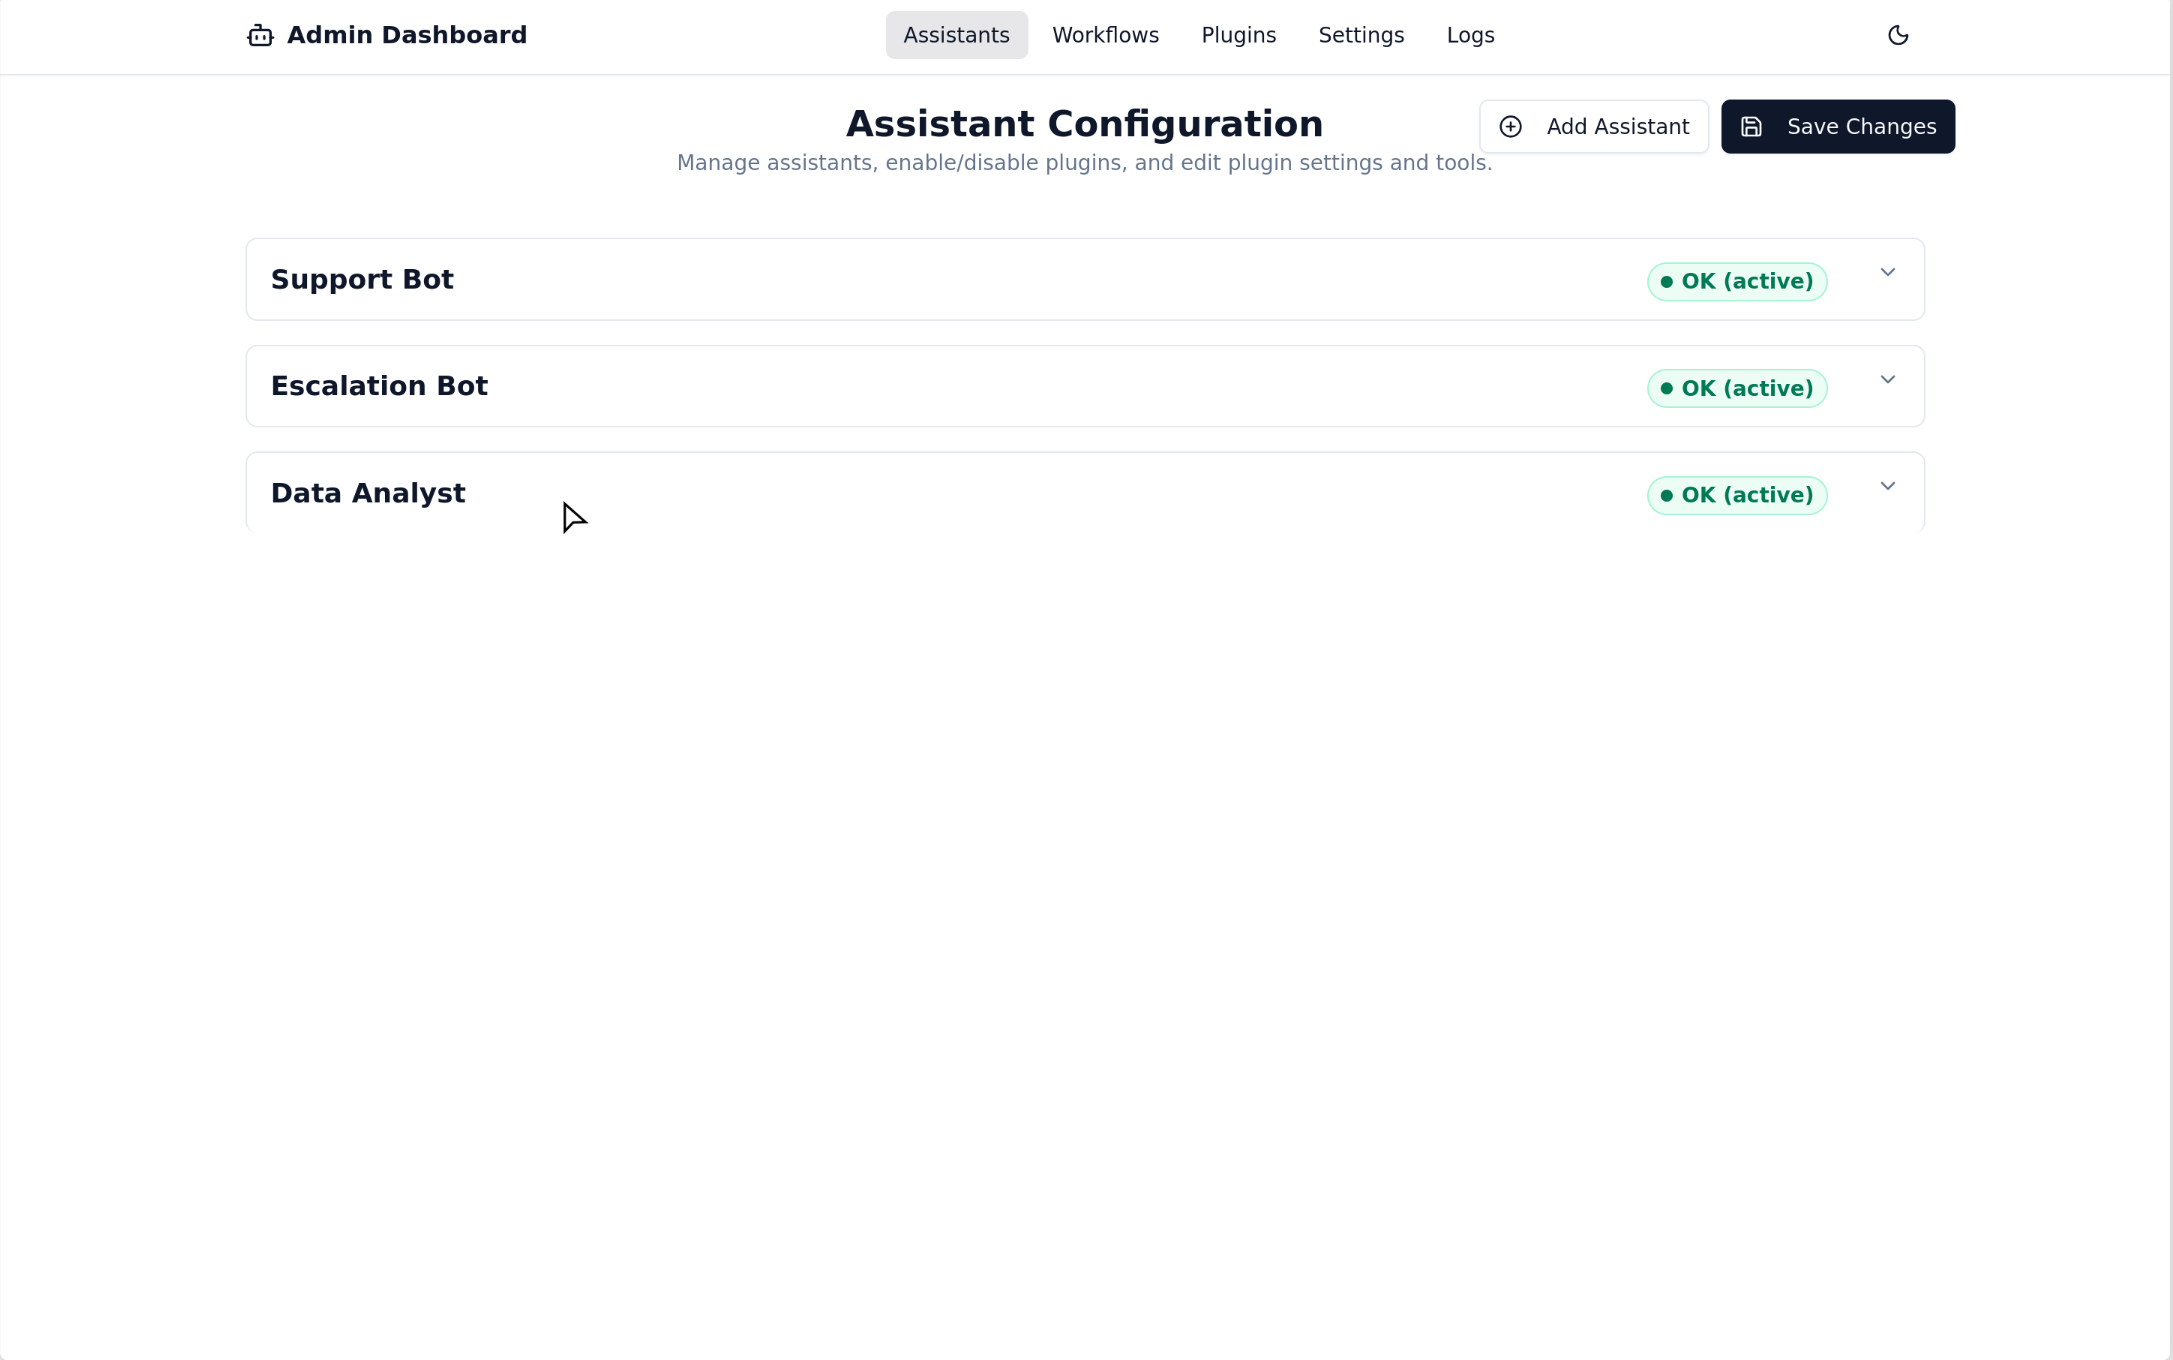 Admin Dashboard
Assistants
Workflows
Plugins
Settings
Logs
Assistant Configuration
Add Assistant
Save Changes
Manage assistants, enable/disable plugins, and edit plugin settings and tools.
Support Bot
OK (active)
Escalation Bot
OK (active)
Data Analyst
OK (active)